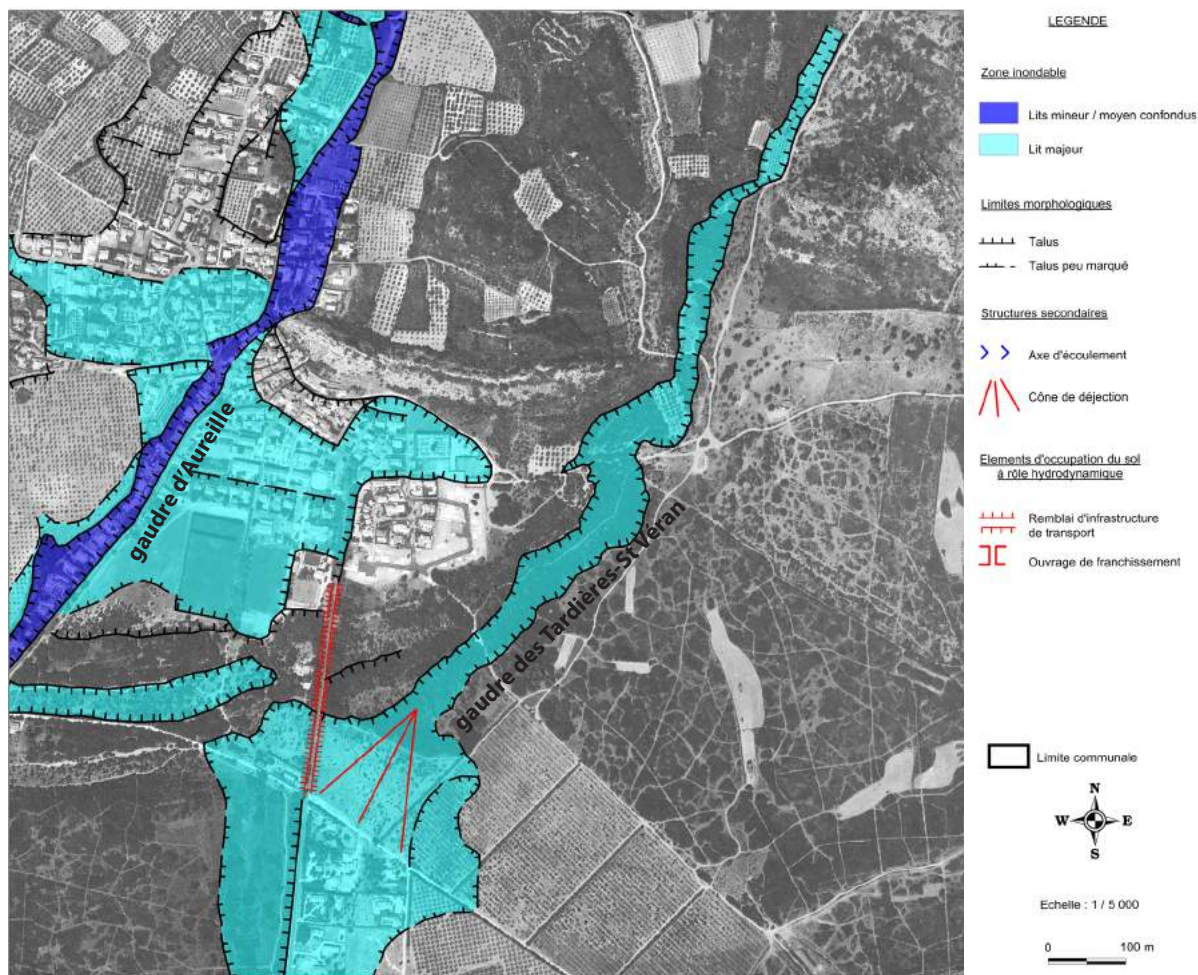 gaudre d'Aureille
gaudre des Tardières-St Véran
LEGENDE
Zone inondable
Lits mineur / moyen confondus
Lit majeur
Limites morphologiques
Talus
Talus peu marqué
Structures secondaires
Axe d'écoulement
Cône de déjection
Elements d'occupation du sol
à rôle hydrodynamique
Remblai d'infrastructure
de transport
Ouvrage de franchissement
Limite communale
N
W E
S
Echelle : 1 / 5 000
0 100 m